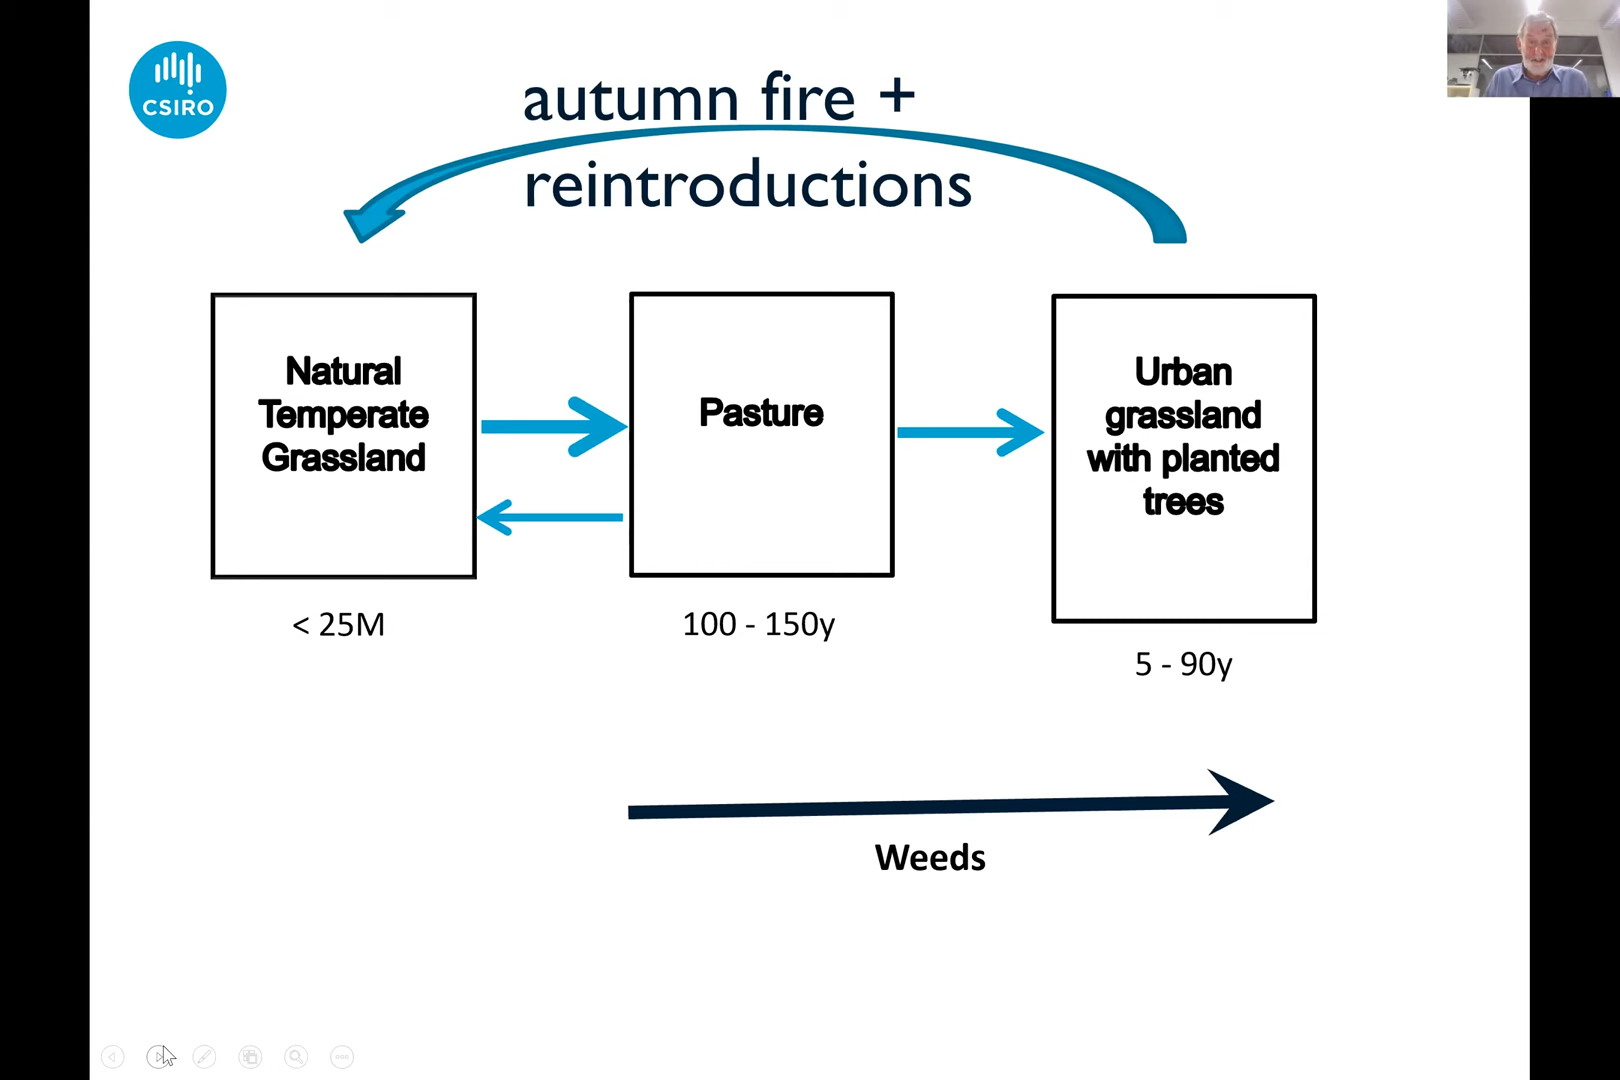 CSIRO
autumn fire +
reintroductions
Natural
Temperate
Grassland
Pasture
Urban
grassland
with planted
trees
< 25M
100 - 150y
5 - 90y
Weeds